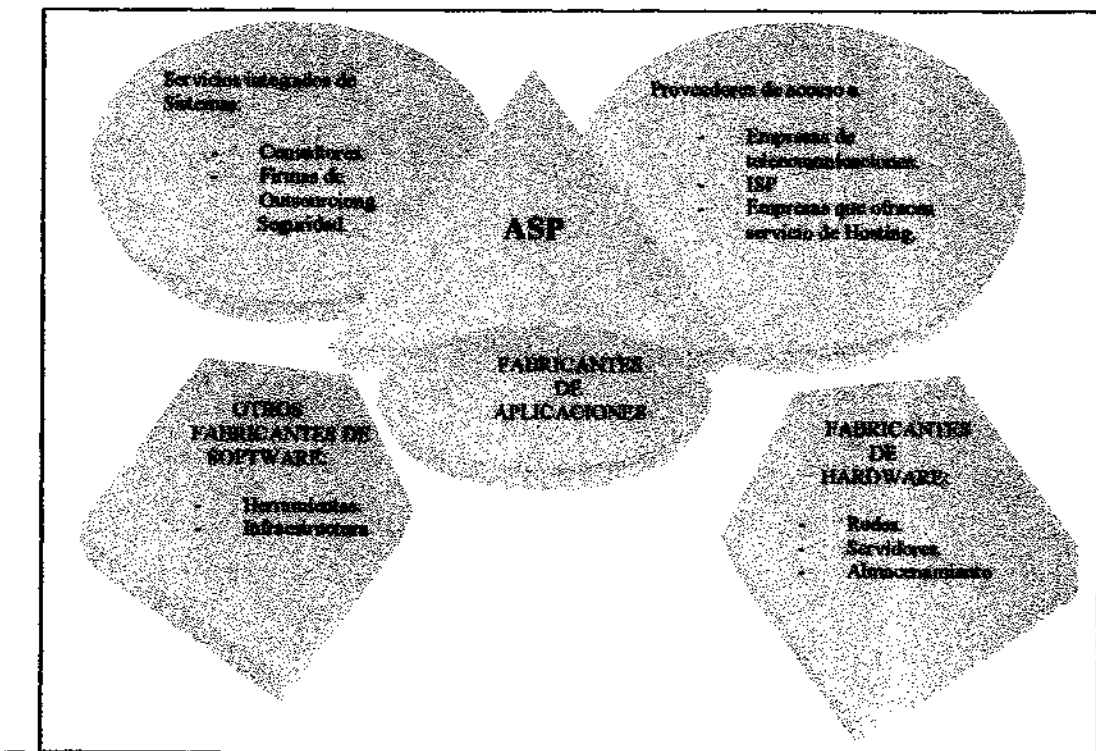 Servicios integados de
Sistemas:
- Consultores.
- Firmas de
Outsourcing
Seguridad.
Proveedores de acceso a
- Empresas de
telecomunicaciones.
- ISP
- Empresas que ofrecen
servicio de Hosting.
ASP
FABRICANTES
DE
APLICACIONES
OTROS
FABRICANTES DE
SOFTWARE:
- Herramientas.
- Infraestructura
FABRICANTES
DE
HARDWARE:
- Redes.
- Servidores.
- Almacenamiento